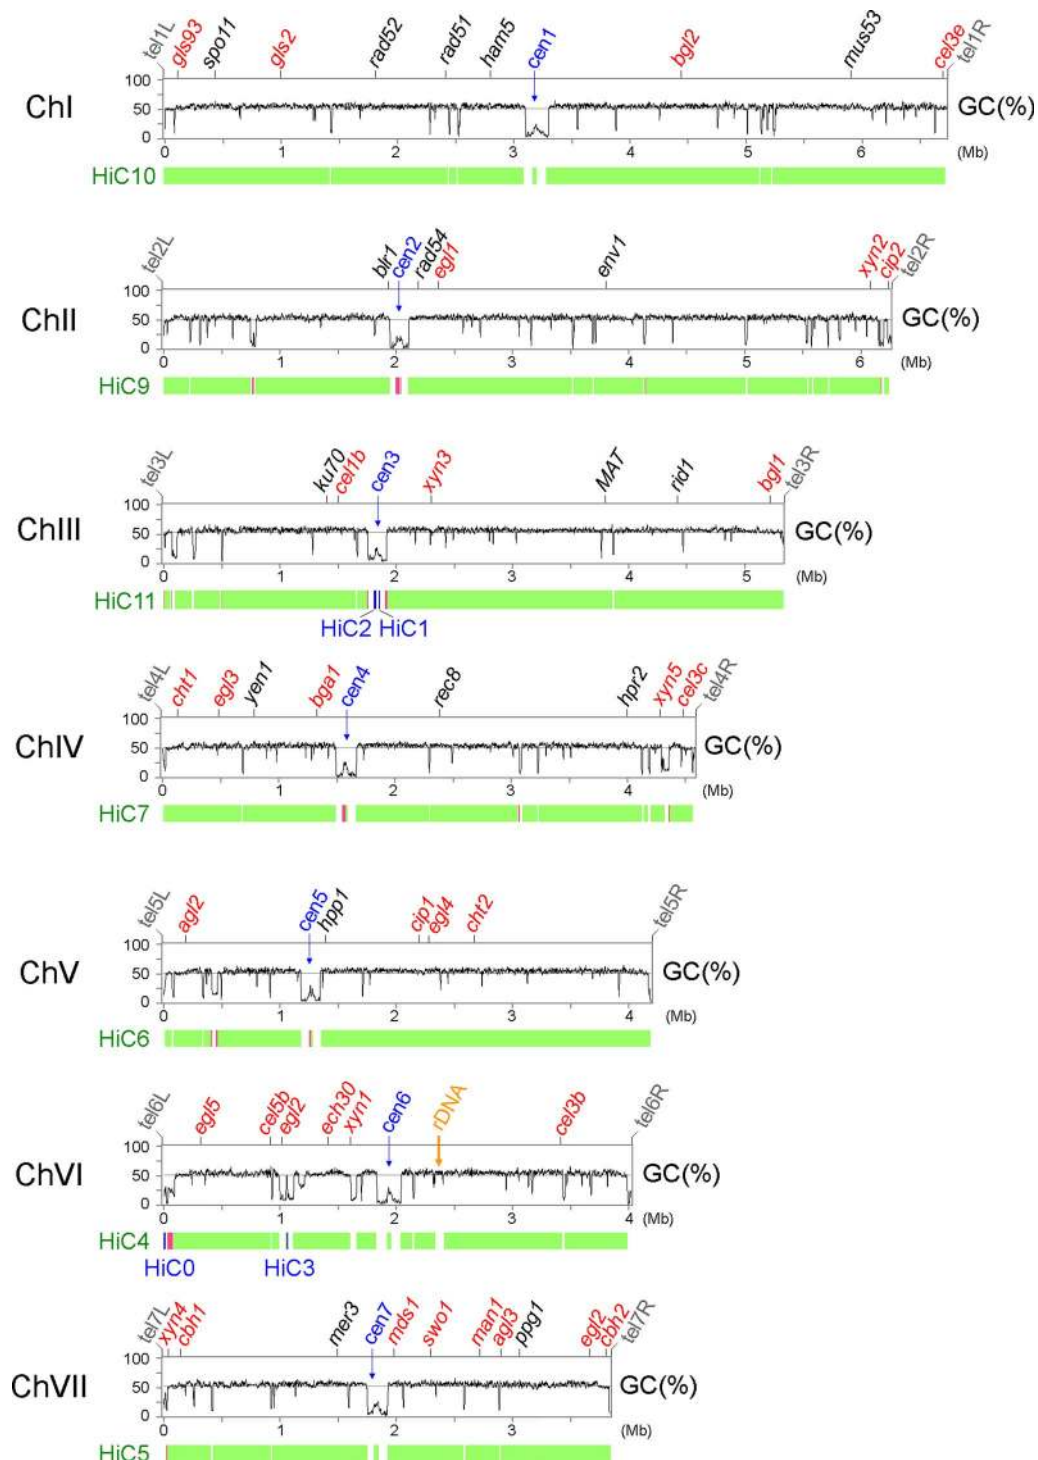 tel1L gls93 spo11 gls2 rad52 rad51 ham5 cen1 bgl2 mus53 cel3e tel1R
100
ChI 50 GC(%)
0
0 1 2 3 4 5 6 (Mb)
HiC10
tel2L blr1 cen2 rad54 egl1 env1 xyn2 cip2 tel2R
100
ChII 50 GC(%)
0
0 1 2 3 4 5 6 (Mb)
HiC9
tel3L ku70 cel1b cen3 xyn3 MAT rid1 bgl1 tel3R
100
ChIII 50 GC(%)
0
0 1 2 3 4 5 (Mb)
HiC11
HiC2 HiC1
tel4L cht1 egl3 yen1 bga1 cen4 rec8 hpr2 xyn5 cel3c tel4R
100
ChIV 50 GC(%)
0
0 1 2 3 4 (Mb)
HiC7
tel5L agl2 cen5 hpp1 cip1 egl4 cht2 tel5R
100
ChV 50 GC(%)
0
0 1 2 3 4 (Mb)
HiC6
tel6L egl5 cel5b egl2 ech30 xyn1 cen6 rDNA cel3b tel6R
100
ChVI 50 GC(%)
0
0 1 2 3 4 (Mb)
HiC4
HiC0 HiC3
tel7L xyn4 cbh1 mer3 cen7 mds1 swo1 man1 agl3 ppg1 egl2 cbh2 tel7R
100
ChVII 50 GC(%)
0
0 1 2 3 (Mb)
HiC5